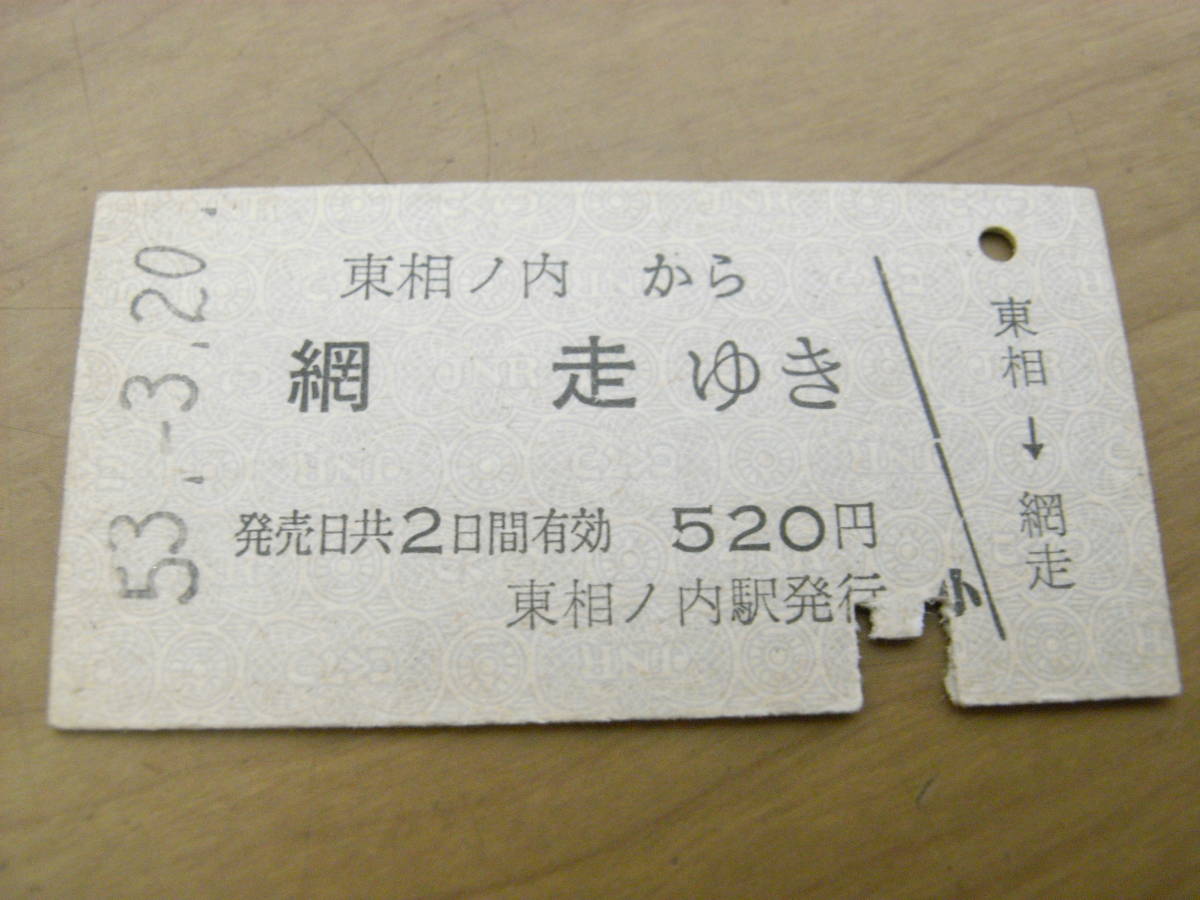 53.-3.20.
東相ノ内 から
網 走 ゆき
発売日共2日間有効 520円
東相ノ内駅発行
小
東相→網走